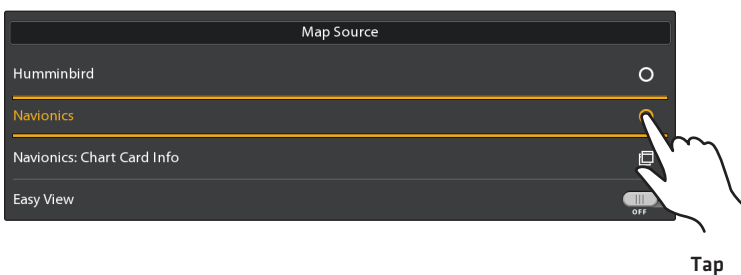 Map Source
Humminbird
Navionics
Navionics: Chart Card Info
Easy View
OFF
Tap